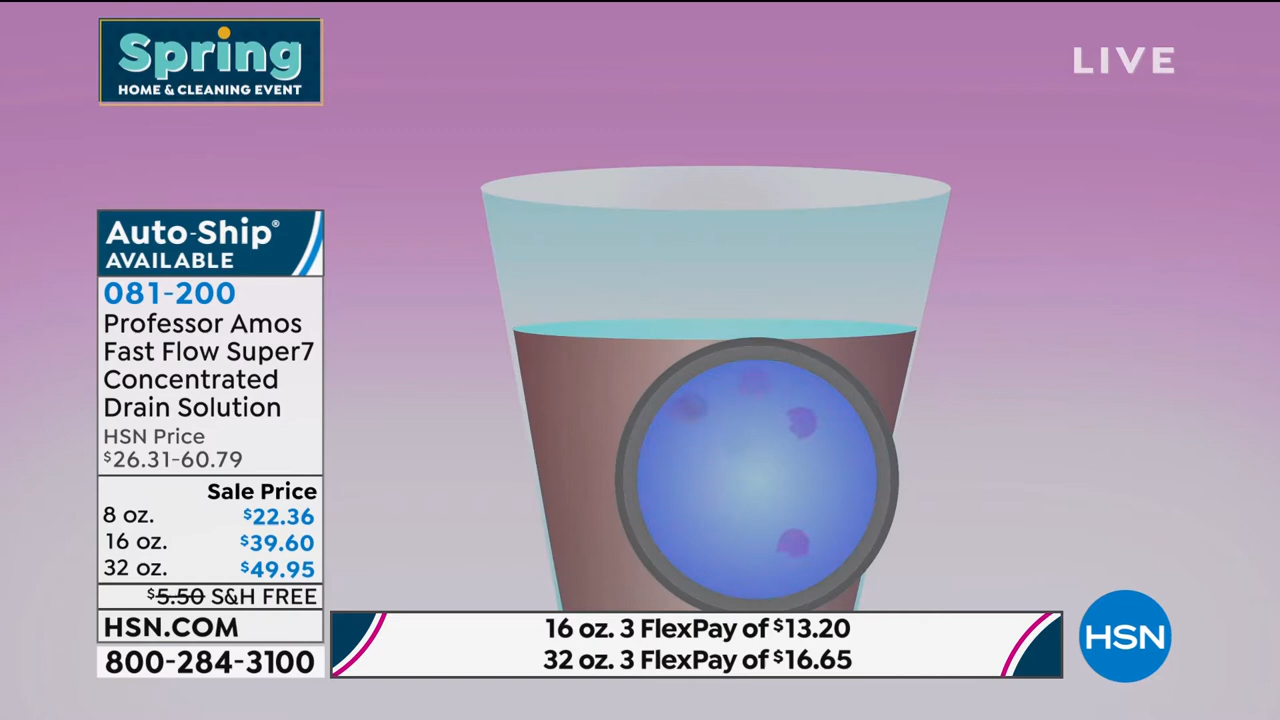 Spring
HOME & CLEANING EVENT
LIVE
Auto-Ship®
AVAILABLE
081-200
Professor Amos
Fast Flow Super7
Concentrated
Drain Solution
HSN Price
$26.31-60.79
Sale Price
8 oz. $22.36
16 oz. $39.60
32 oz. $49.95
$5.50 S&H FREE
HSN.COM
800-284-3100
16 oz. 3 FlexPay of $13.20
32 oz. 3 FlexPay of $16.65
HSN